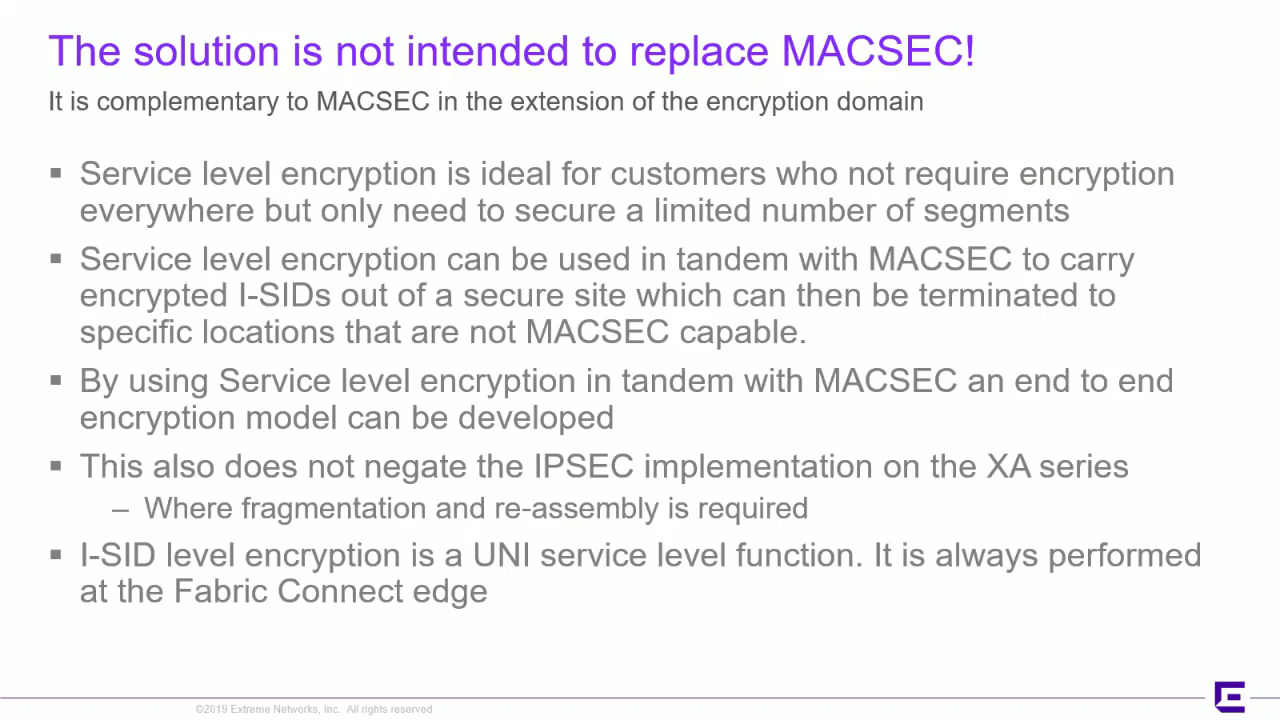 The solution is not intended to replace MACSEC!
It is complementary to MACSEC in the extension of the encryption domain
▪ Service level encryption is ideal for customers who not require encryption
everywhere but only need to secure a limited number of segments
▪ Service level encryption can be used in tandem with MACSEC to carry
encrypted I-SIDs out of a secure site which can then be terminated to
specific locations that are not MACSEC capable.
▪ By using Service level encryption in tandem with MACSEC an end to end
encryption model can be developed
▪ This also does not negate the IPSEC implementation on the XA series
– Where fragmentation and re-assembly is required
▪ I-SID level encryption is a UNI service level function. It is always performed
at the Fabric Connect edge
©2019 Extreme Networks, Inc. All rights reserved